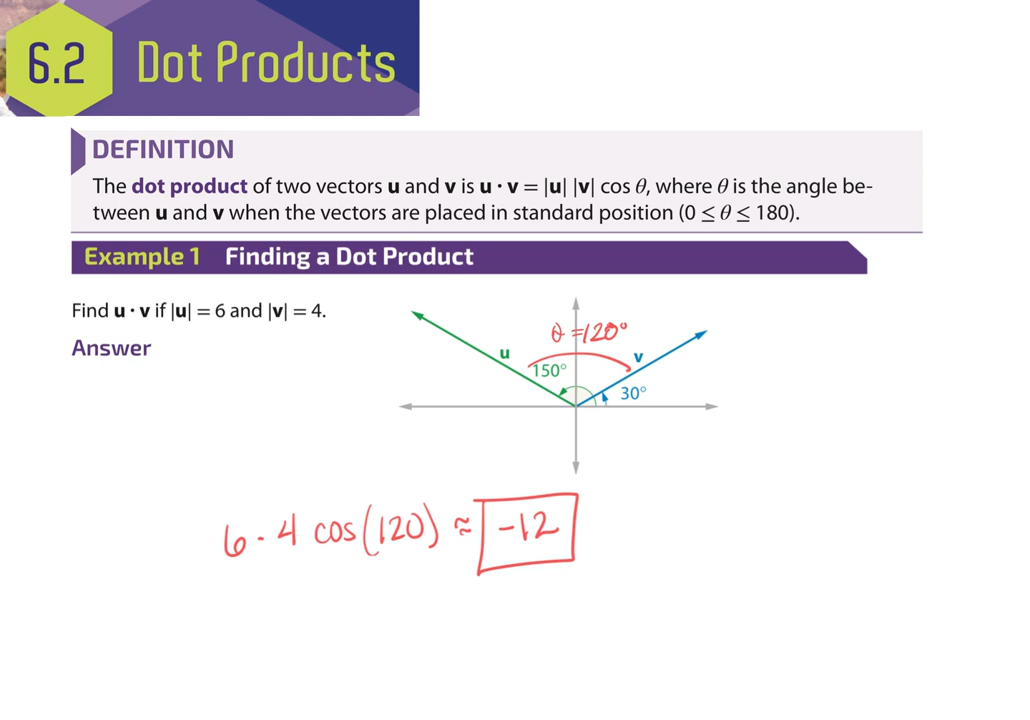 6.2 Dot Products
DEFINITION
The dot product of two vectors u and v is u • v = |u| |v| cos θ, where θ is the angle be-
tween u and v when the vectors are placed in standard position (0 ≤ θ ≤ 180).
Example 1 Finding a Dot Product
Find u • v if |u| = 6 and |v| = 4.
Answer
θ = 120°
u
v
150°
30°
6 · 4 cos(120) ≈ -12